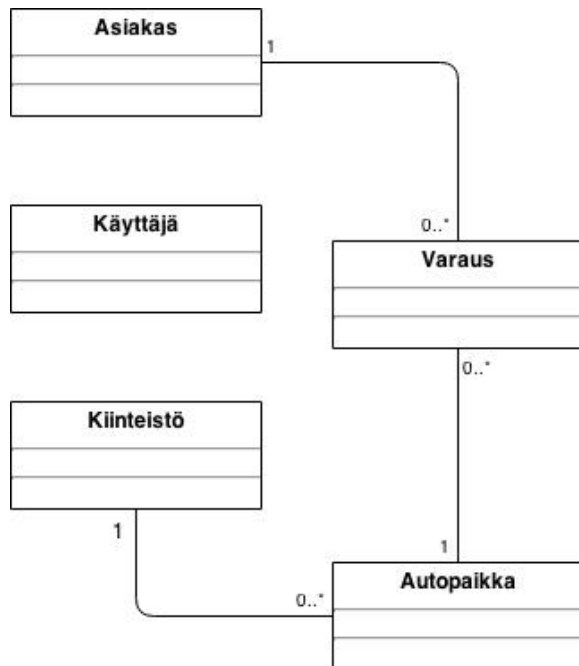 Asiakas
1
Käyttäjä
0..*
Varaus
0..*
Kiinteistö
1
1
Autopaikka
0..*